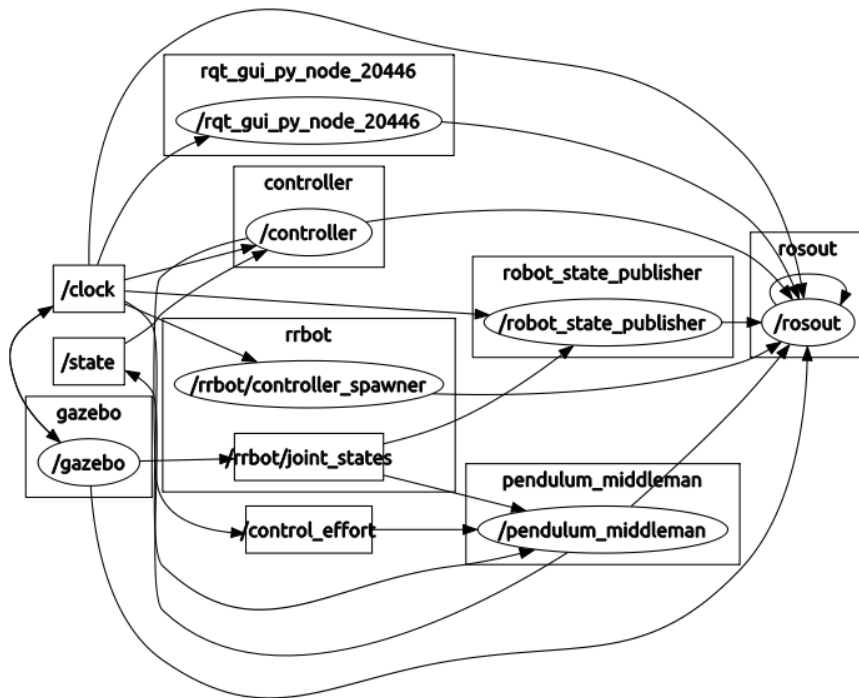 rqt_gui_py_node_20446
/rqt_gui_py_node_20446
controller
/controller
rosout
/rosout
/clock
robot_state_publisher
/robot_state_publisher
/state
rrbot
/rrbot/controller_spawner
/rrbot/joint_states
gazebo
/gazebo
pendulum_middleman
/pendulum_middleman
/control_effort